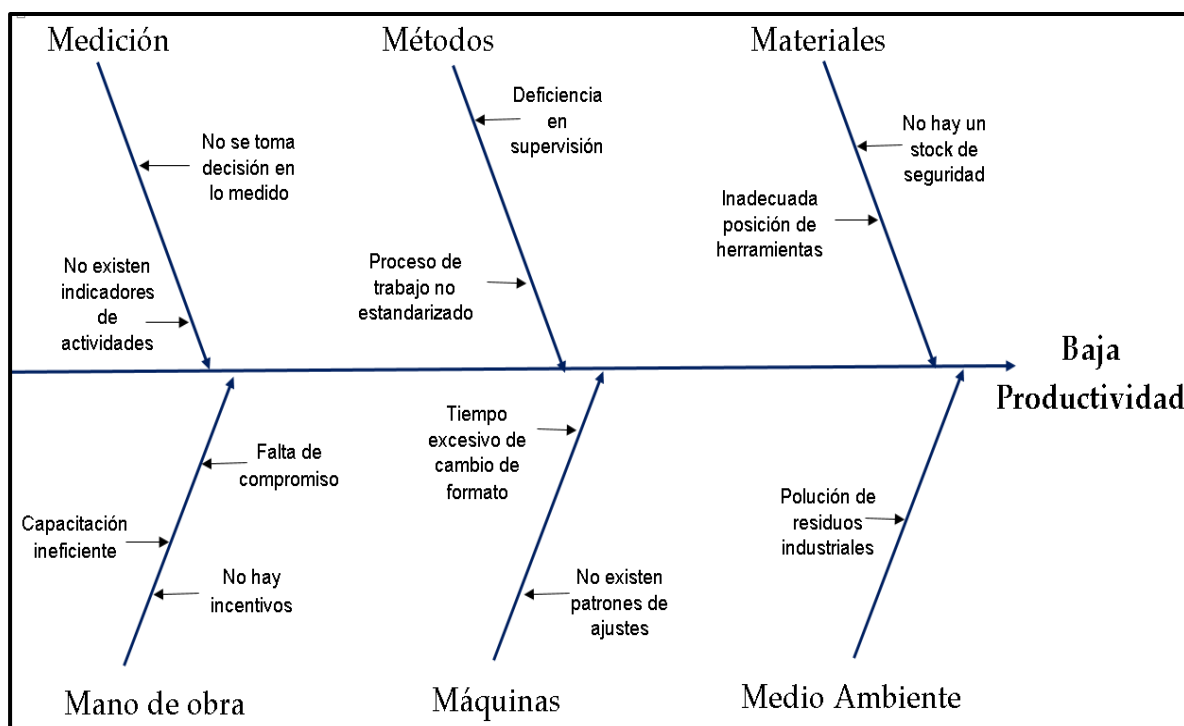 Medición
Métodos
Materiales
Deficiencia
en
supervisión
No hay un
stock de
seguridad
No se toma
decisión en
lo medido
Inadecuada
posición de
herramientas
No existen
indicadores
de
actividades
Proceso de
trabajo no
estandarizado
Baja
Productividad
Falta de
compromiso
Tiempo
excesivo de
cambio de
formato
Capacitación
ineficiente
Polución de
residuos
industriales
No hay
incentivos
No existen
patrones de
ajustes
Mano de obra
Máquinas
Medio Ambiente